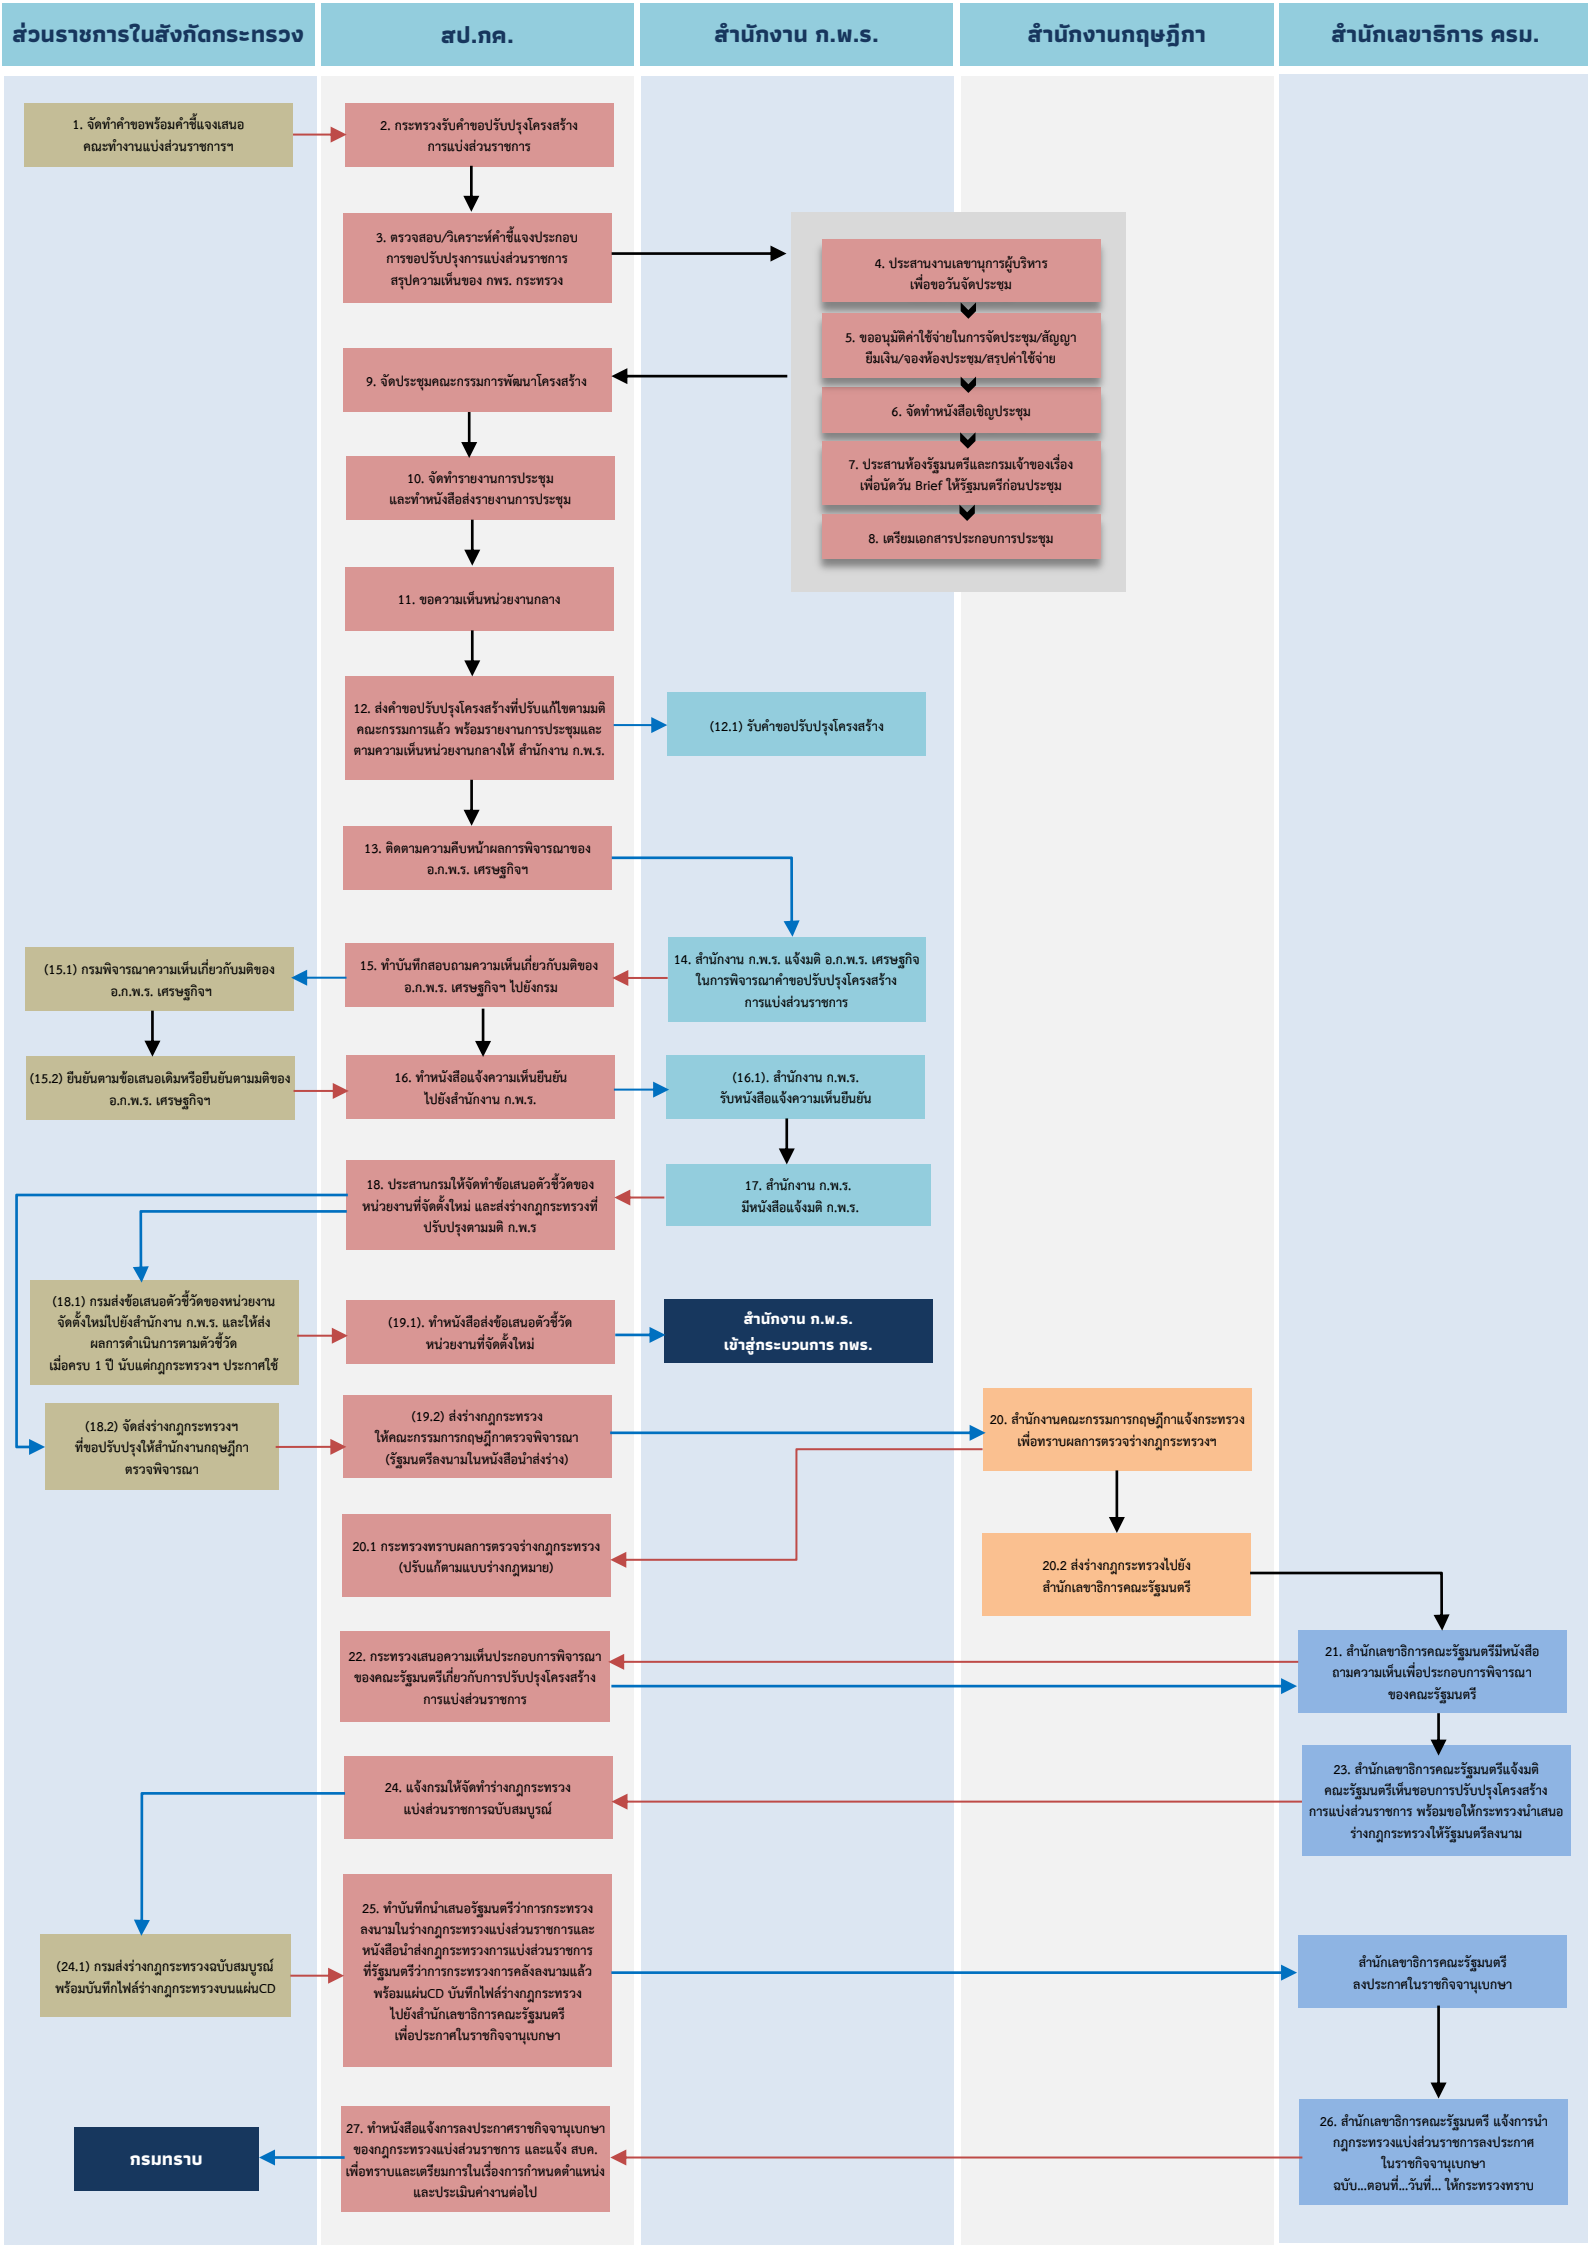 ส่วนราชการในสังกัดกระทรวง
สป.กค.
สำนักงาน ก.พ.ร.
สำนักงานกฤษฎีกา
สำนักเลขาธิการ ครม.
1. จัดทำคำขอพร้อมคำชี้แจงเสนอ
คณะทำงานแบ่งส่วนราชการฯ
2. กระทรวงรับคำขอปรับปรุงโครงสร้าง
การแบ่งส่วนราชการ
3. ตรวจสอบ/วิเคราะห์คำชี้แจงประกอบ
การขอปรับปรุงการแบ่งส่วนราชการ
สรุปความเห็นของ กพร. กระทรวง
4. ประสานงานเลขานุการผู้บริหาร
เพื่อขอวันจัดประชุม
5. ขออนุมัติค่าใช้จ่ายในการจัดประชุม/สัญญา
ยืมเงิน/จองห้องประชุม/สรุปค่าใช้จ่าย
6. จัดทำหนังสือเชิญประชุม
7. ประสานห้องรัฐมนตรีและกรมเจ้าของเรื่อง
เพื่อนัดวัน Brief ให้รัฐมนตรีก่อนประชุม
8. เตรียมเอกสารประกอบการประชุม
9. จัดประชุมคณะกรรมการพัฒนาโครงสร้าง
10. จัดทำรายงานการประชุม
และทำหนังสือส่งรายงานการประชุม
11. ขอความเห็นหน่วยงานกลาง
12. ส่งคำขอปรับปรุงโครงสร้างที่ปรับแก้ไขตามมติ
คณะกรรมการแล้ว พร้อมรายงานการประชุมและ
ตามความเห็นหน่วยงานกลางให้ สำนักงาน ก.พ.ร.
(12.1) รับคำขอปรับปรุงโครงสร้าง
13. ติดตามความคืบหน้าผลการพิจารณาของ
อ.ก.พ.ร. เศรษฐกิจฯ
14. สำนักงาน ก.พ.ร. แจ้งมติ อ.ก.พ.ร. เศรษฐกิจ
ในการพิจารณาคำขอปรับปรุงโครงสร้าง
การแบ่งส่วนราชการ
15. ทำบันทึกสอบถามความเห็นเกี่ยวกับมติของ
อ.ก.พ.ร. เศรษฐกิจฯ ไปยังกรม
(15.1) กรมพิจารณาความเห็นเกี่ยวกับมติของ
อ.ก.พ.ร. เศรษฐกิจฯ
(15.2) ยืนยันตามข้อเสนอเดิมหรือยืนยันตามมติของ
อ.ก.พ.ร. เศรษฐกิจฯ
16. ทำหนังสือแจ้งความเห็นยืนยัน
ไปยังสำนักงาน ก.พ.ร.
(16.1). สำนักงาน ก.พ.ร.
รับหนังสือแจ้งความเห็นยืนยัน
17. สำนักงาน ก.พ.ร.
มีหนังสือแจ้งมติ ก.พ.ร.
18. ประสานกรมให้จัดทำข้อเสนอตัวชี้วัดของ
หน่วยงานที่จัดตั้งใหม่ และส่งร่างกฎกระทรวงที่
ปรับปรุงตามมติ ก.พ.ร
(18.1) กรมส่งข้อเสนอตัวชี้วัดของหน่วยงาน
จัดตั้งใหม่ไปยังสำนักงาน ก.พ.ร. และให้ส่ง
ผลการดำเนินการตามตัวชี้วัด
เมื่อครบ 1 ปี นับแต่กฎกระทรวงฯ ประกาศใช้
(19.1). ทำหนังสือส่งข้อเสนอตัวชี้วัด
หน่วยงานที่จัดตั้งใหม่
สำนักงาน ก.พ.ร.
เข้าสู่กระบวนการ กพร.
(18.2) จัดส่งร่างกฎกระทรวงฯ
ที่ขอปรับปรุงให้สำนักงานกฤษฎีกา
ตรวจพิจารณา
(19.2) ส่งร่างกฎกระทรวง
ให้คณะกรรมการกฤษฎีกาตรวจพิจารณา
(รัฐมนตรีลงนามในหนังสือนำส่งร่าง)
20. สำนักงานคณะกรรมการกฤษฎีกาแจ้งกระทรวง
เพื่อทราบผลการตรวจร่างกฎกระทรวงฯ
20.1 กระทรวงทราบผลการตรวจร่างกฎกระทรวง
(ปรับแก้ตามแบบร่างกฎหมาย)
20.2 ส่งร่างกฎกระทรวงไปยัง
สำนักเลขาธิการคณะรัฐมนตรี
21. สำนักเลขาธิการคณะรัฐมนตรีมีหนังสือ
ถามความเห็นเพื่อประกอบการพิจารณา
ของคณะรัฐมนตรี
22. กระทรวงเสนอความเห็นประกอบการพิจารณา
ของคณะรัฐมนตรีเกี่ยวกับการปรับปรุงโครงสร้าง
การแบ่งส่วนราชการ
23. สำนักเลขาธิการคณะรัฐมนตรีแจ้งมติ
คณะรัฐมนตรีเห็นชอบการปรับปรุงโครงสร้าง
การแบ่งส่วนราชการ พร้อมขอให้กระทรวงนำเสนอ
ร่างกฎกระทรวงให้รัฐมนตรีลงนาม
24. แจ้งกรมให้จัดทำร่างกฎกระทรวง
แบ่งส่วนราชการฉบับสมบูรณ์
(24.1) กรมส่งร่างกฎกระทรวงฉบับสมบูรณ์
พร้อมบันทึกไฟล์ร่างกฎกระทรวงบนแผ่นCD
25. ทำบันทึกนำเสนอรัฐมนตรีว่าการกระทรวง
ลงนามในร่างกฎกระทรวงแบ่งส่วนราชการและ
หนังสือนำส่งกฎกระทรวงการแบ่งส่วนราชการ
ที่รัฐมนตรีว่าการกระทรวงการคลังลงนามแล้ว
พร้อมแผ่นCD บันทึกไฟล์ร่างกฎกระทรวง
ไปยังสำนักเลขาธิการคณะรัฐมนตรี
เพื่อประกาศในราชกิจจานุเบกษา
สำนักเลขาธิการคณะรัฐมนตรี
ลงประกาศในราชกิจจานุเบกษา
26. สำนักเลขาธิการคณะรัฐมนตรี แจ้งการนำ
กฎกระทรวงแบ่งส่วนราชการลงประกาศ
ในราชกิจจานุเบกษา
ฉบับ...ตอนที่...วันที่... ให้กระทรวงทราบ
27. ทำหนังสือแจ้งการลงประกาศราชกิจจานุเบกษา
ของกฎกระทรวงแบ่งส่วนราชการ และแจ้ง สบค.
เพื่อทราบและเตรียมการในเรื่องการกำหนดตำแหน่ง
และประเมินค่างานต่อไป
กรมทราบ